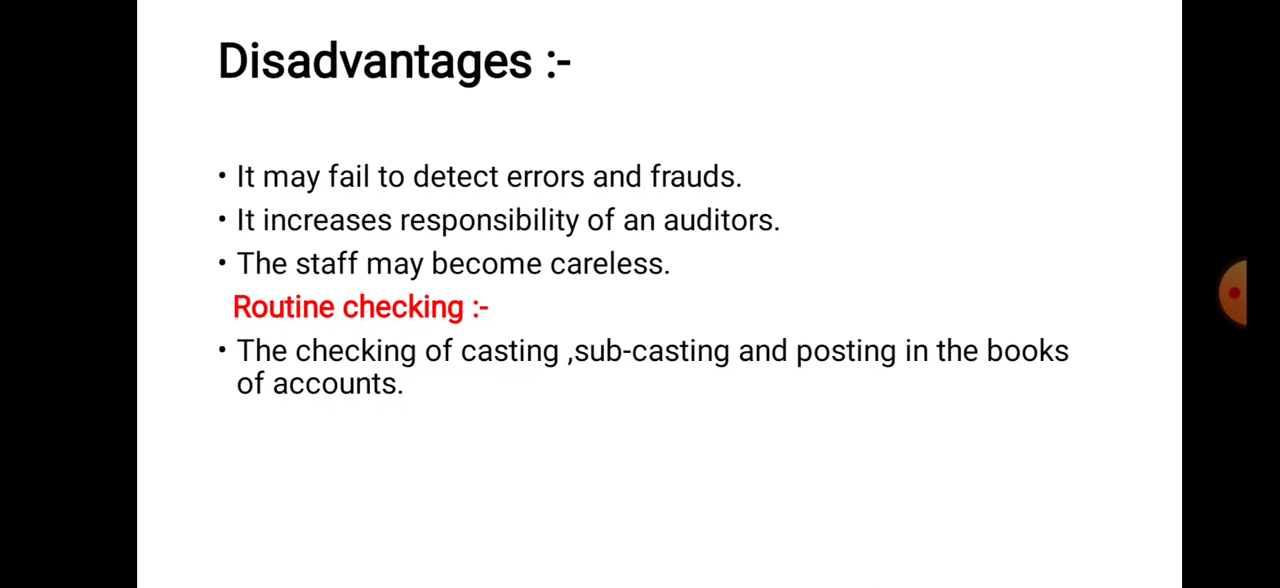 Disadvantages :-
• It may fail to detect errors and frauds.
• It increases responsibility of an auditors.
• The staff may become careless.
Routine checking :-
• The checking of casting ,sub-casting and posting in the books
of accounts.